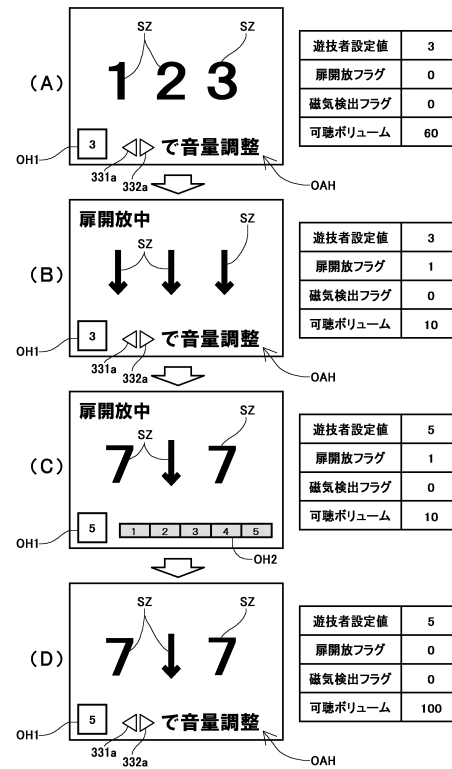 SZ SZ
(A)
1 2 3
3 ◁▷ で音量調整
OH1 331a 332a OAH
遊技者設定値 3
扉開放フラグ 0
磁気検出フラグ 0
可聴ボリューム 60
(B)
扉開放中
SZ SZ
↓ ↓ ↓
3 ◁▷ で音量調整
OH1 331a 332a OAH
遊技者設定値 3
扉開放フラグ 1
磁気検出フラグ 0
可聴ボリューム 10
(C)
扉開放中
SZ SZ
7 ↓ 7
5 1 2 3 4 5
OH1 OH2
遊技者設定値 5
扉開放フラグ 1
磁気検出フラグ 0
可聴ボリューム 10
(D)
SZ SZ
7 ↓ 7
5 ◁▷ で音量調整
OH1 331a 332a OAH
遊技者設定値 5
扉開放フラグ 0
磁気検出フラグ 0
可聴ボリューム 100